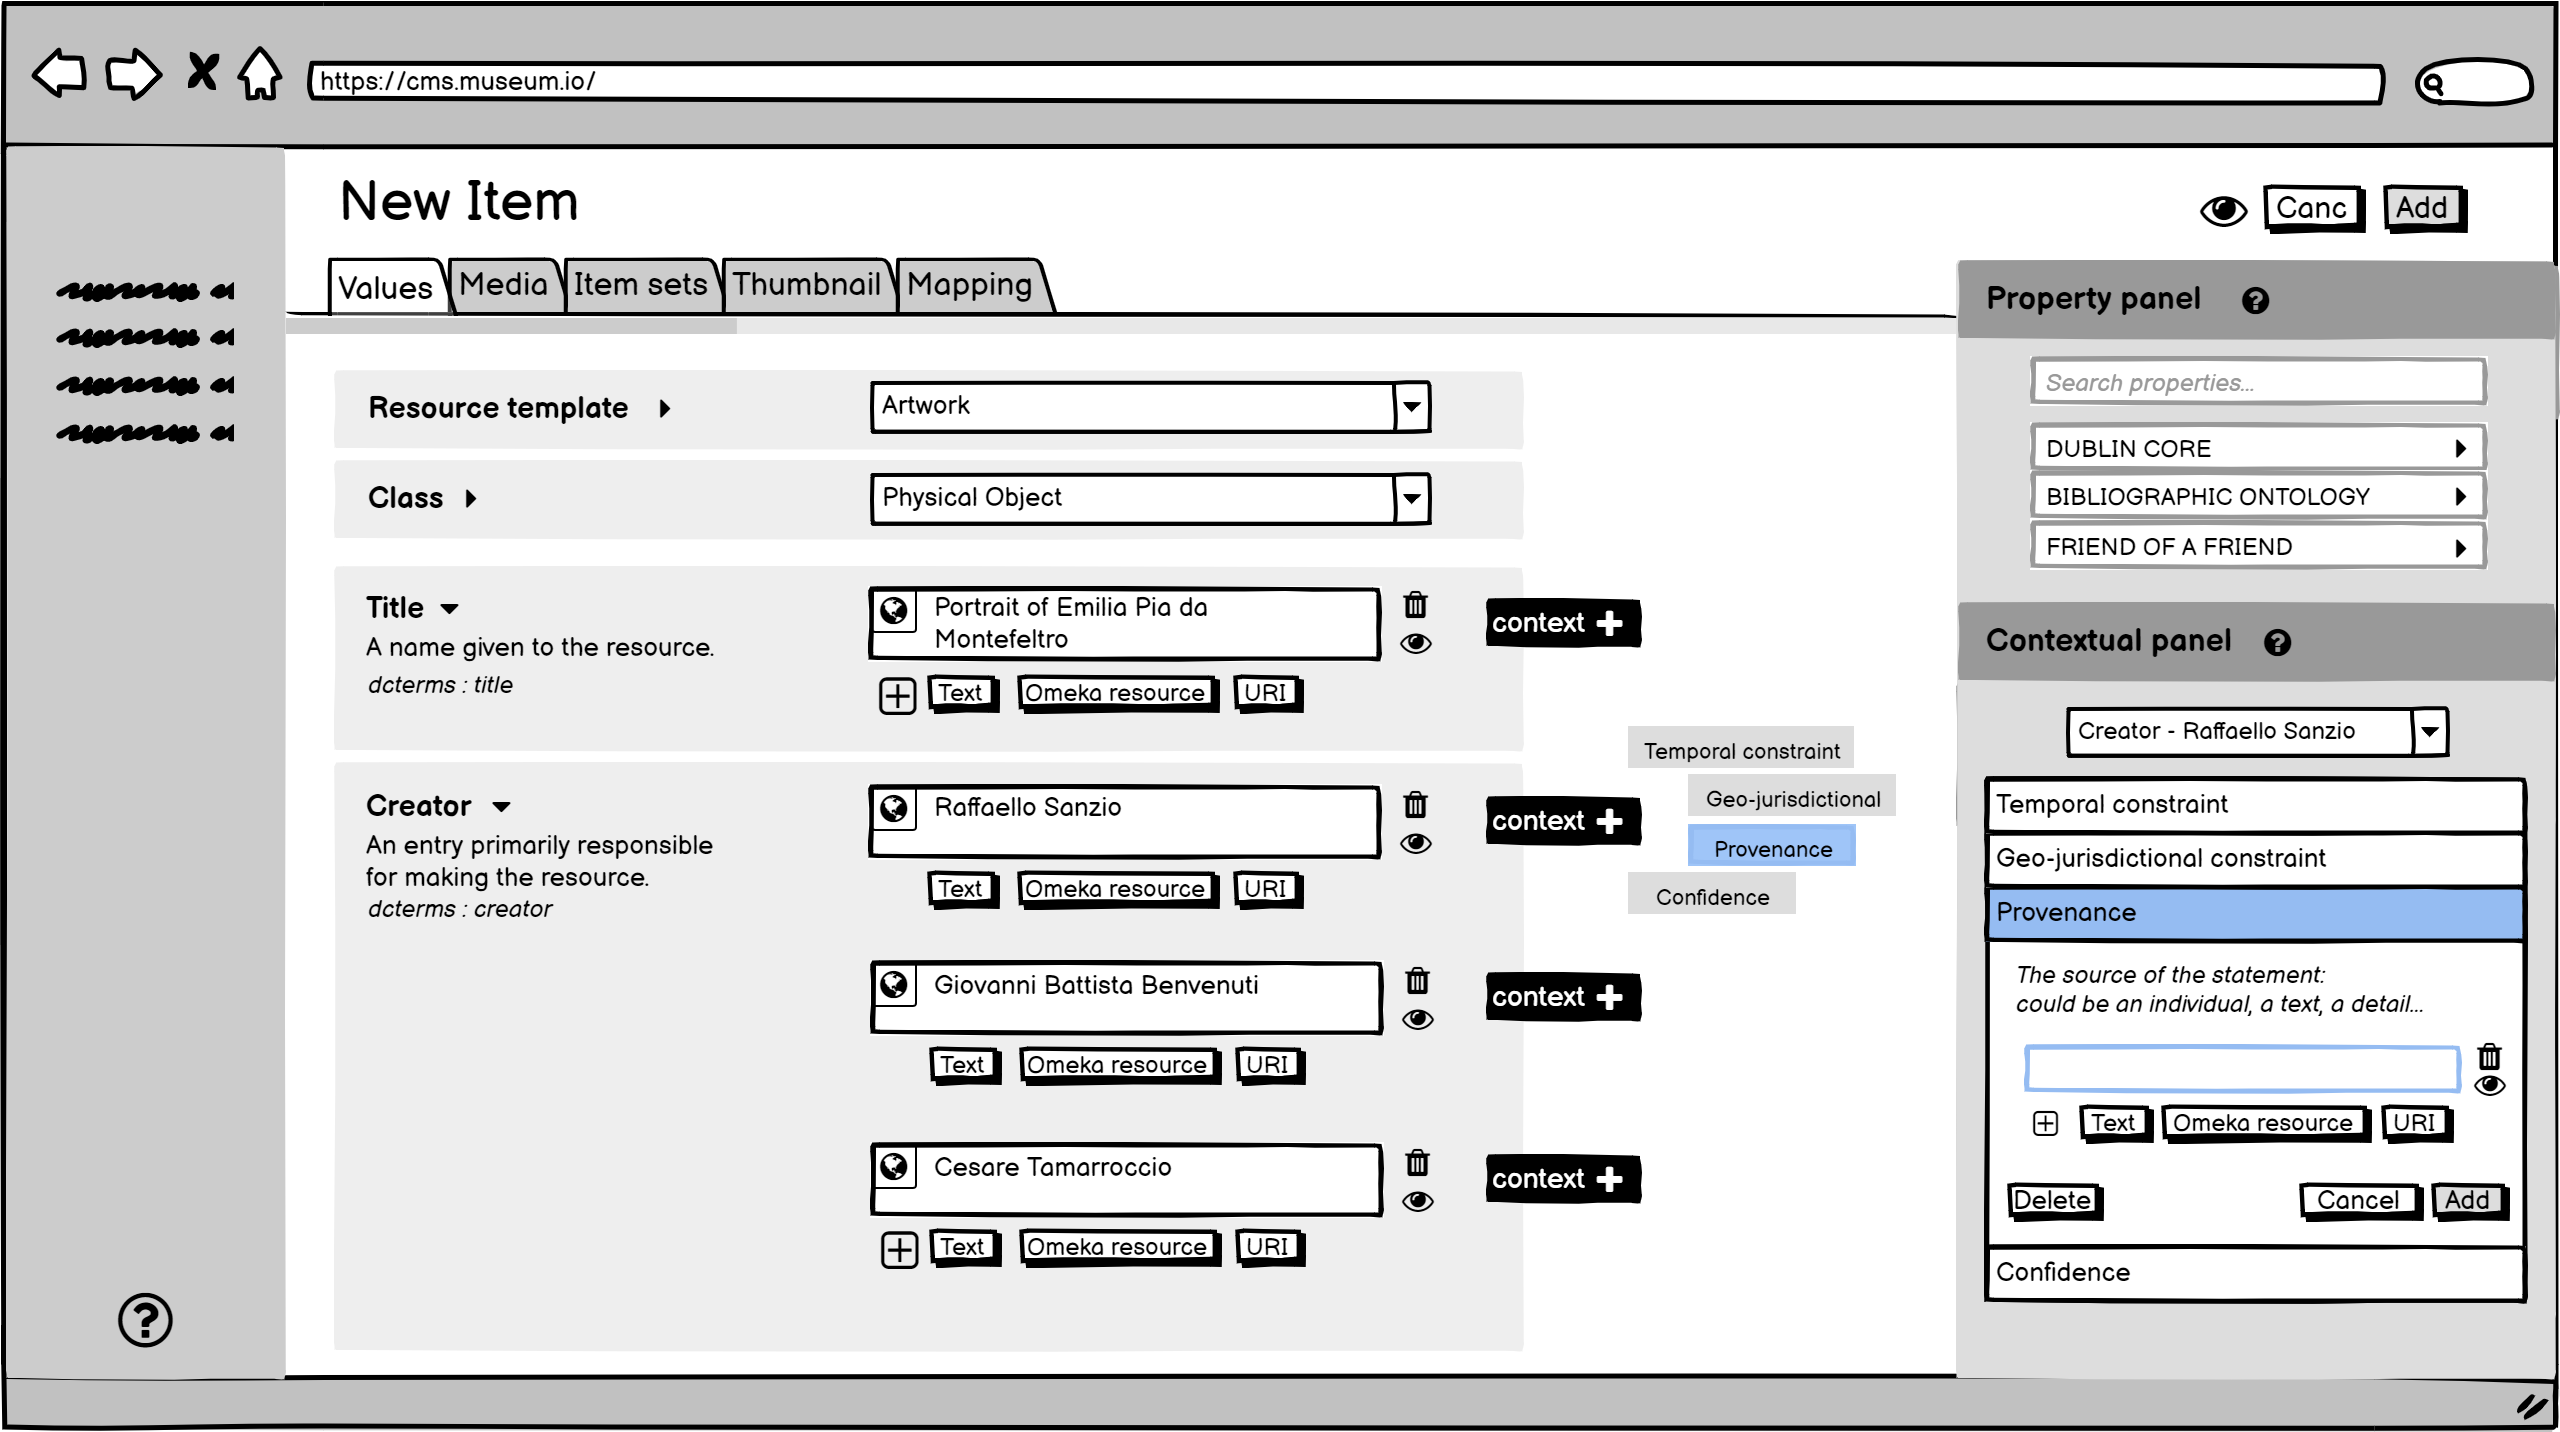 https://cms.museum.io/
New Item
Canc
Add
Values
Media
Item sets
Thumbnail
Mapping
Resource template
Artwork
Class
Physical Object
Title
A name given to the resource.
dcterms : title
Portrait of Emilia Pia da
Montefeltro
context
Text
Omeka resource
URI
Creator
An entry primarily responsible
for making the resource.
dcterms : creator
Raffaello Sanzio
context
Text
Omeka resource
URI
Temporal constraint
Geo-jurisdictional
Provenance
Confidence
Giovanni Battista Benvenuti
context
Text
Omeka resource
URI
Cesare Tamarroccio
context
Text
Omeka resource
URI
Property panel
Search properties...
DUBLIN CORE
BIBLIOGRAPHIC ONTOLOGY
FRIEND OF A FRIEND
Contextual panel
Creator - Raffaello Sanzio
Temporal constraint
Geo-jurisdictional constraint
Provenance
The source of the statement:
could be an individual, a text, a detail...
Text
Omeka resource
URI
Delete
Cancel
Add
Confidence